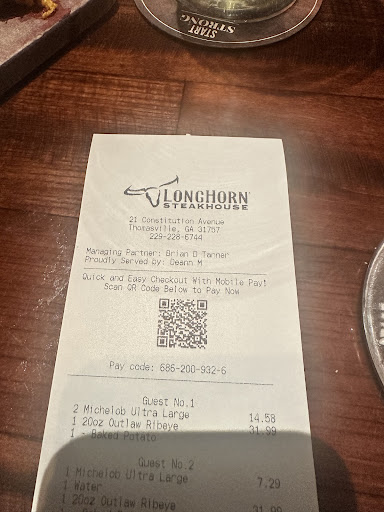 START
STRONG
LONGHORN®
STEAKHOUSE
21 Constitution Avenue
Thomasville, GA 31757
229-228-6744
Managing Partner: Brian D Tanner
Proudly Served by: Deann M
Quick and Easy Checkout With Mobile Pay!
Scan QR Code Below to Pay Now
Pay code: 685-200-932-6
Guest No.1
2 Michelob Ultra Large 14.58
1 20oz Outlaw Ribeye 31.99
1 - Baked Potato
Guest No.2
1 Michelob Ultra Large 7.29
1 Water
1 20oz Outlaw Ribeye 31.99